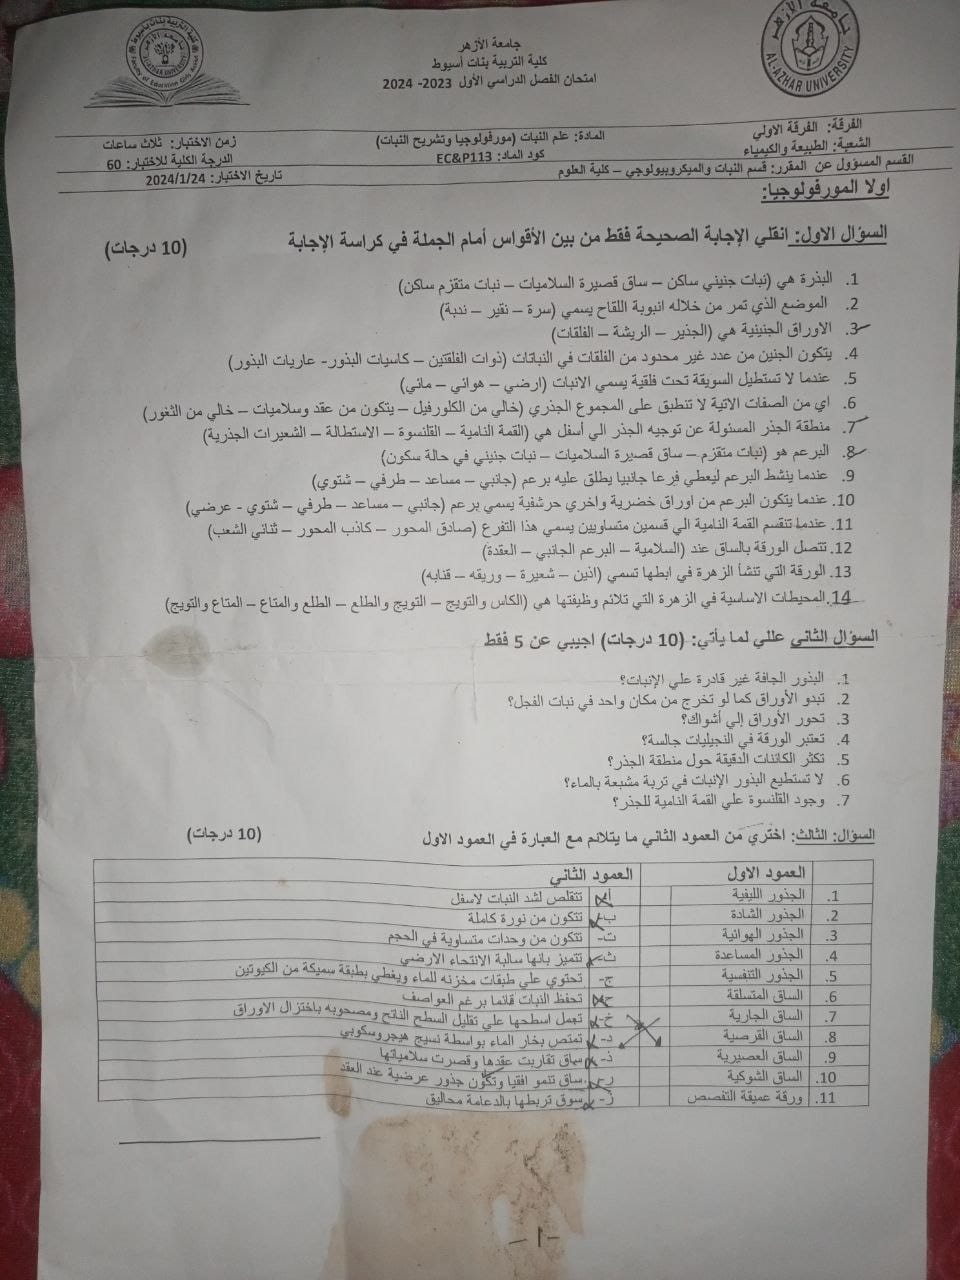 جامعة الأزهر
AL-AZHAR UNIVERSITY
جامعة الأزهر
كلية التربية بنات أسيوط
امتحان الفصل الدراسي الأول 2023- 2024
الفرقة: الفرقة الاولي
المادة: علم النبات (مورفولوجيا وتشريح النبات)
زمن الاختبار: ثلاث ساعات
الشعبة: الطبيعة والكيمياء
كود الماد: EC&P113
الدرجة الكلية للاختبار: 60
القسم المسؤول عن المقرر: قسم النبات والميكروبيولوجي – كلية العلوم
تاريخ الاختبار: 2024/1/24
اولا المورفولوجيا:
السؤال الاول: انقلي الإجابة الصحيحة فقط من بين الأقواس أمام الجملة في كراسة الإجابة (10 درجات)
1. البذرة هي (نبات جنيني ساكن – ساق قصيرة السلاميات – نبات متقزم ساكن)
2. الموضع الذي تمر من خلاله انبوبة اللقاح يسمي (سرة – نقير – ندبة)
3. الاوراق الجنينية هي (الجذير – الريشة – الفلقات)
4. يتكون الجنين من عدد غير محدود من الفلقات في النباتات (ذوات الفلقتين – كاسيات البذور- عاريات البذور)
5. عندما لا تستطيل السويقة تحت فلقية يسمي الانبات (ارضي – هوائي – مائي)
6. اي من الصفات الاتية لا تنطبق على المجموع الجذري (خالي من الكلورفيل – يتكون من عقد وسلاميات – خالي من الثغور)
7. منطقة الجذر المسئولة عن توجيه الجذر الي أسفل هي (القمة النامية – القلنسوة – الاستطالة – الشعيرات الجذرية)
8. البرعم هو (نبات متقزم – ساق قصيرة السلاميات – نبات جنيني في حالة سكون)
9. عندما ينشط البرعم ليعطي فرعا جانبيا يطلق عليه برعم (جانبي – مساعد – طرفي – شتوي)
10. عندما يتكون البرعم من اوراق خضرية واخري حرشفية يسمي برعم (جانبي – مساعد – طرفي – شتوي - عرضي)
11. عندما تنقسم القمة النامية الي قسمين متساويين يسمي هذا التفرع (صادق المحور – كاذب المحور – ثنائي الشعب)
12. تتصل الورقة بالساق عند (السلامية – البرعم الجانبي – العقدة)
13. الورقة التي تنشأ الزهرة في ابطها تسمي (اذين – شعيرة – وريقه – قنابه)
14. المحيطات الاساسية في الزهرة التي تلائم وظيفتها هي (الكاس والتويج – التويج والطلع – الطلع والمتاع – المتاع والتويج)
السؤال الثاني عللي لما يأتي: (10 درجات) اجيبي عن 5 فقط
1. البذور الجافة غير قادرة علي الإنبات؟
2. تبدو الأوراق كما لو تخرج من مكان واحد في نبات الفجل؟
3. تحور الأوراق إلي أشواك؟
4. تعتبر الورقة في النجيليات جالسة؟
5. تكثر الكائنات الدقيقة حول منطقة الجذر؟
6. لا تستطيع البذور الإنبات في تربة مشبعة بالماء؟
7. وجود القلنسوة علي القمة النامية للجذر؟
السؤال: الثالث: اختري من العمود الثاني ما يتلائم مع العبارة في العمود الاول (10 درجات)
العمود الاول العمود الثاني
1. الجذور الليفية أ- تتقلص لشد النبات لاسفل
2. الجذور الشادة ب- تتكون من نورة كاملة
3. الجذور الهوائية ت- تتكون من وحدات متساوية في الحجم
4. الجذور المساعدة ث- تتميز بانها سالبة الانتحاء الارضي
5. الجذور التنفسية ج- تحتوي علي طبقات مخزنه للماء ويغطي بطبقة سميكة من الكيوتين
6. الساق المتسلقة ح- تحفظ النبات قائما برغم العواصف
7. الساق الجارية خ- تعمل اسطحها علي تقليل السطح الناتح ومصحوبه باختزال الاوراق
8. الساق القرصية د- تمتص بخار الماء بواسطة نسيج هيجروسكوبي
9. الساق العصيرية ذ- ساق تقاربت عقدها وقصرت سلامياتها
10. الساق الشوكية ر- ساق تنمو افقيا وتكون جذور عرضية عند العقد
11. ورقة عميقة التفصص ز- سوق تربطها بالدعامة محاليق
-1-